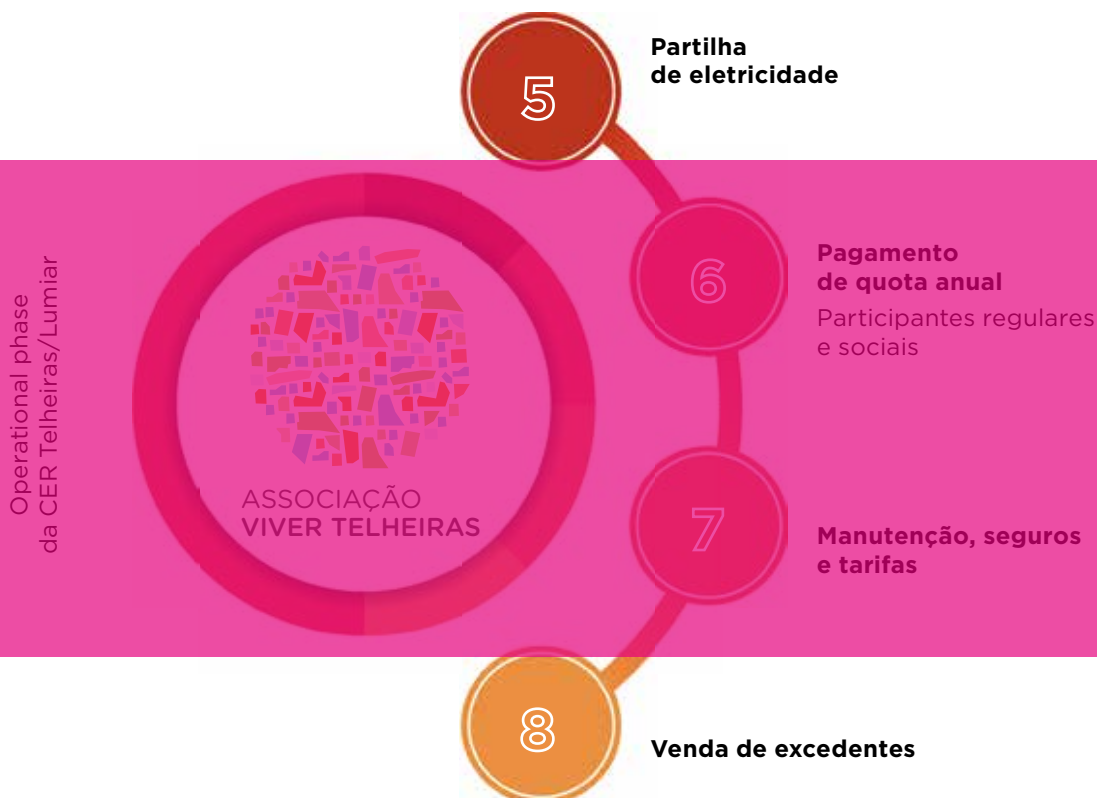 5
Partilha
de eletricidade
Operational phase
da CER Telheiras/Lumiar
6
Pagamento
de quota anual
Participantes regulares
e sociais
ASSOCIAÇÃO
VIVER TELHEIRAS
7
Manutenção, seguros
e tarifas
8
Venda de excedentes